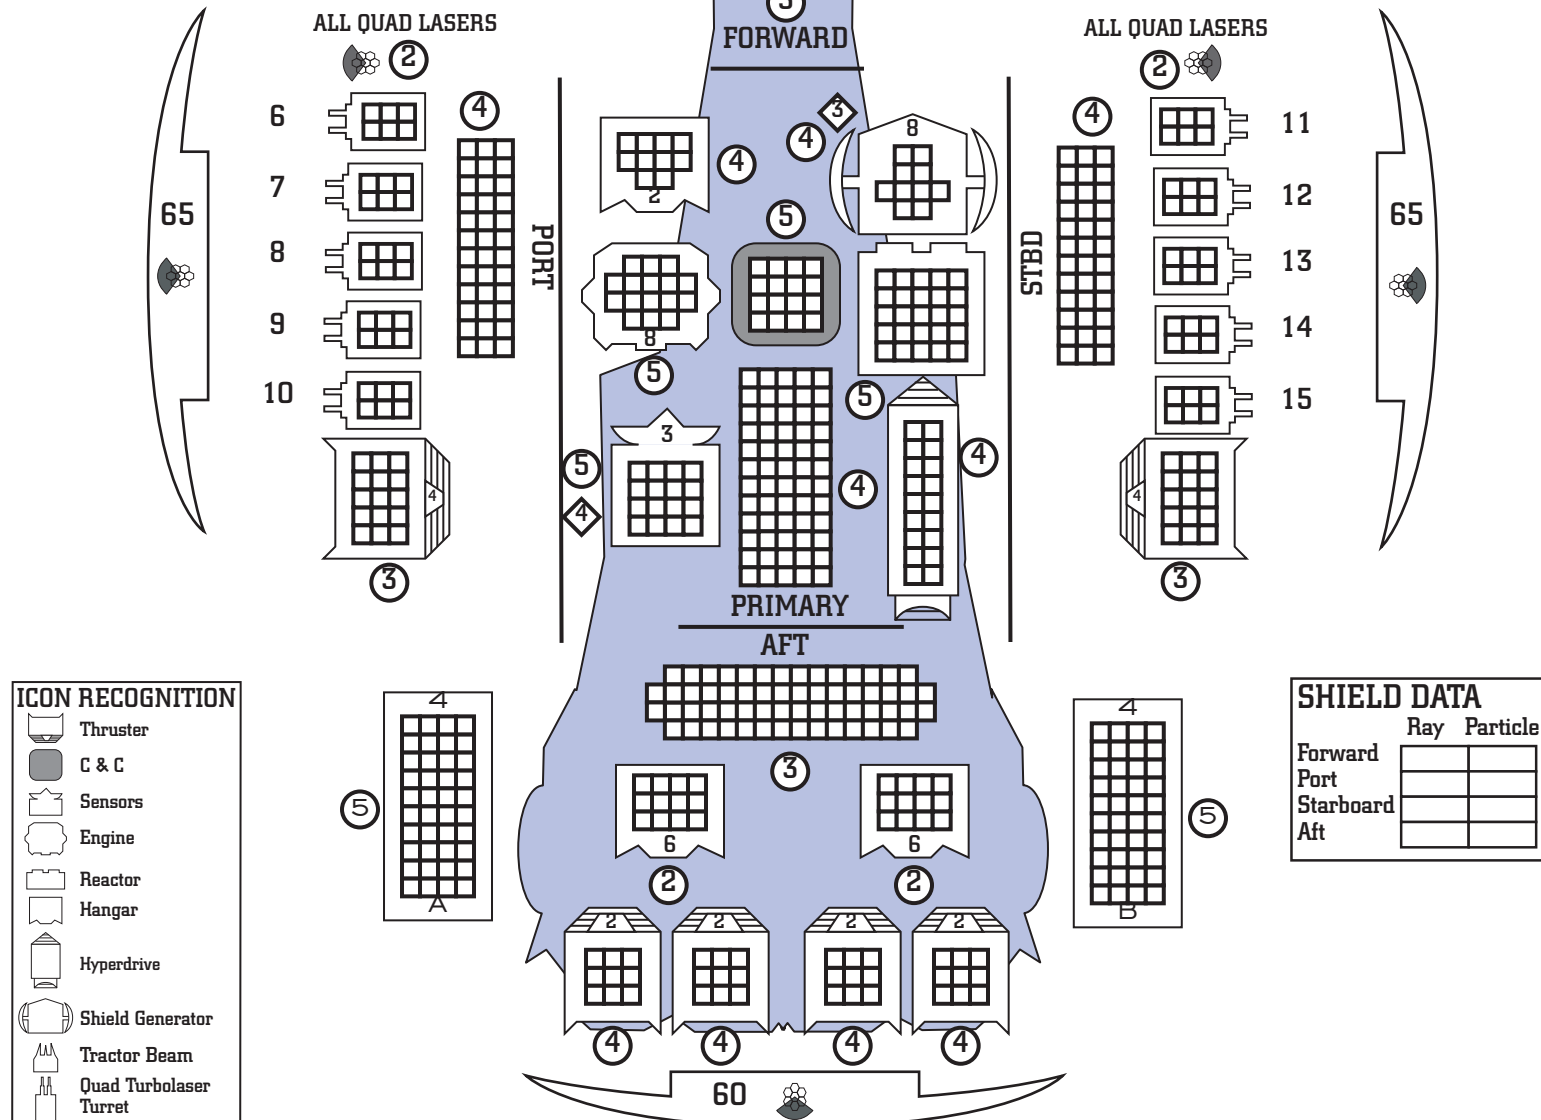 3
ALL QUAD LASERS
2
FORWARD
ALL QUAD LASERS
2
6
7
8
9
10
4
65
PORT
2
4
4
3
8
5
8
5
STBD
4
11
12
13
14
15
65
4
3
3
5
4
4
5
4
4
3
PRIMARY
AFT
4
A
5
3
6
2
6
2
4
B
5
2
2
2
2
4
4
4
4
60
ICON RECOGNITION
Thruster
C & C
Sensors
Engine
Reactor
Hangar
Hyperdrive
Shield Generator
Tractor Beam
Quad Turbolaser
Turret
SHIELD DATA
Ray Particle
Forward
Port
Starboard
Aft